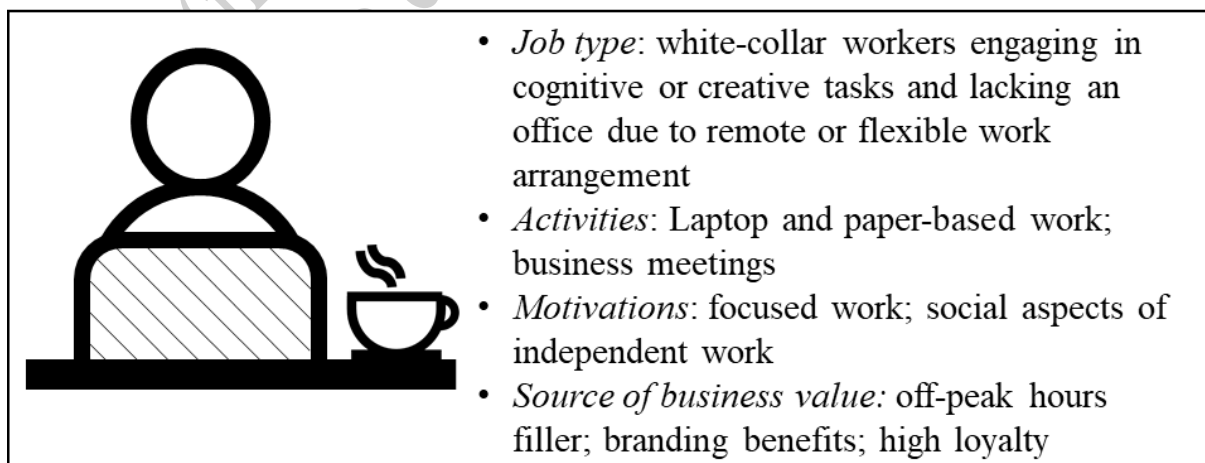 • Job type: white-collar workers engaging in
cognitive or creative tasks and lacking an
office due to remote or flexible work
arrangement
• Activities: Laptop and paper-based work;
business meetings
• Motivations: focused work; social aspects of
independent work
• Source of business value: off-peak hours
filler; branding benefits; high loyalty